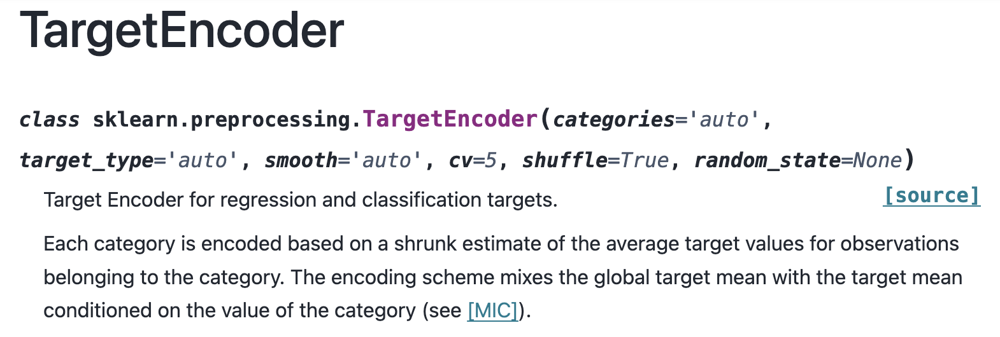 TargetEncoder
class sklearn.preprocessing.TargetEncoder(categories='auto',
target_type='auto', smooth='auto', cv=5, shuffle=True, random_state=None)
Target Encoder for regression and classification targets. [source]
Each category is encoded based on a shrunk estimate of the average target values for observations
belonging to the category. The encoding scheme mixes the global target mean with the target mean
conditioned on the value of the category (see [MIC]).